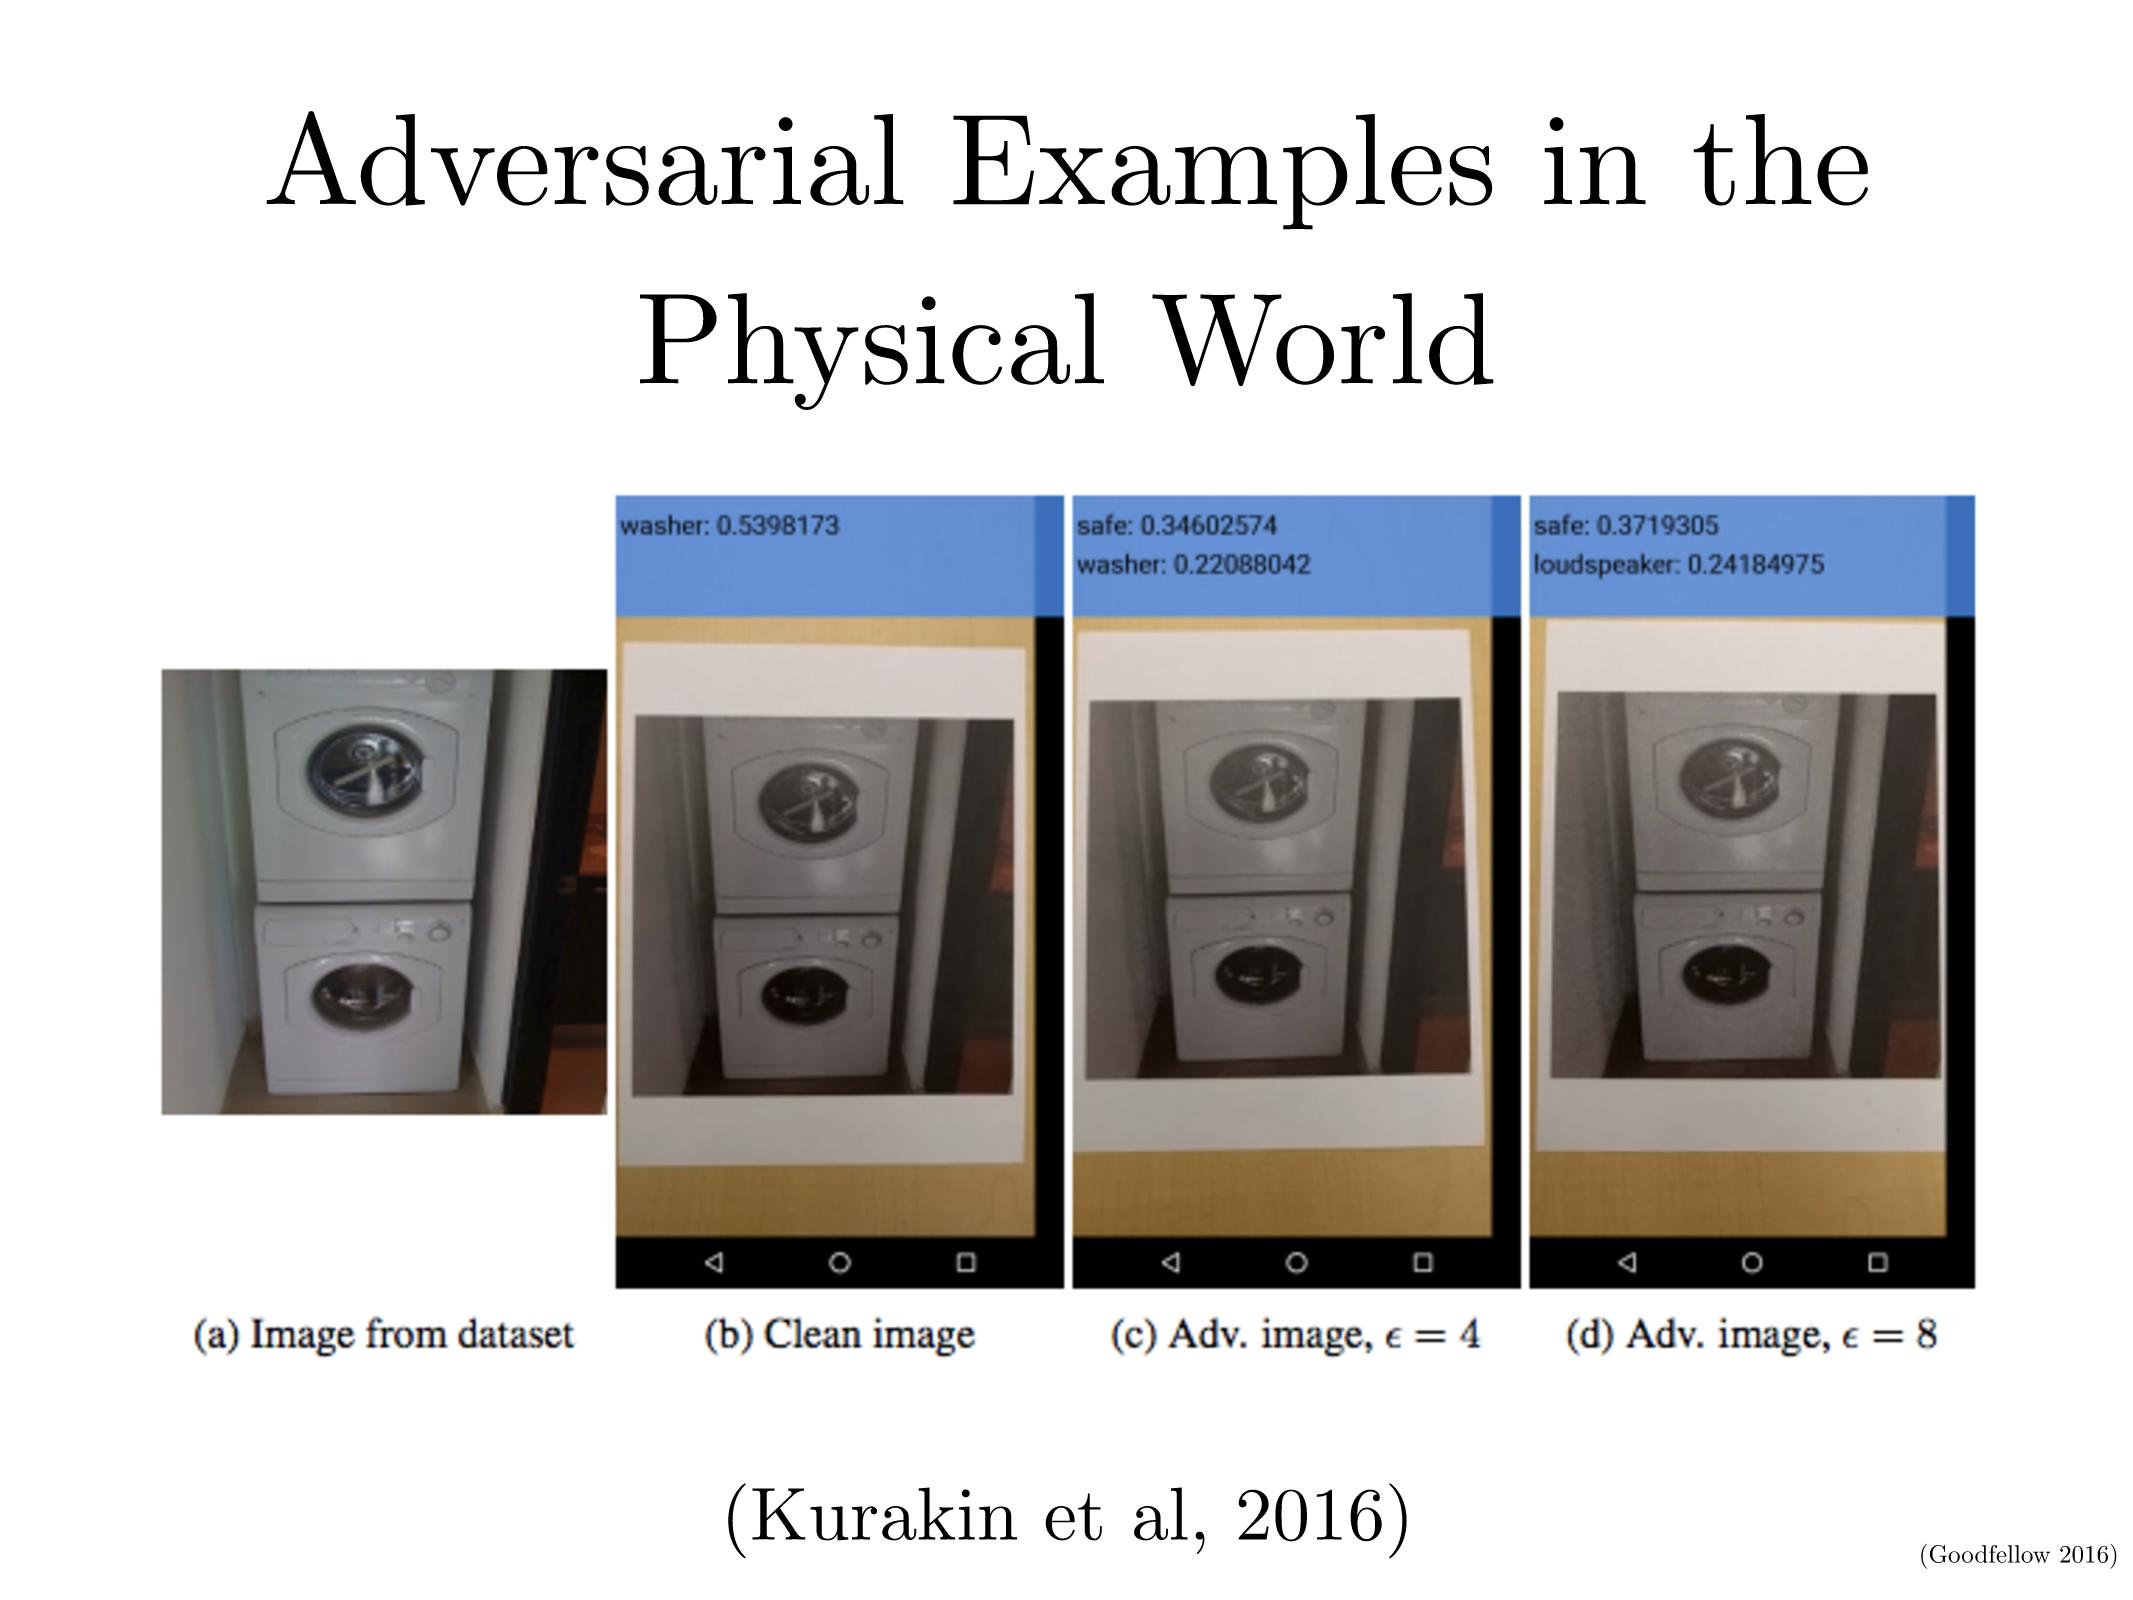 Adversarial Examples in the
Physical World
washer: 0.5398173
safe: 0.34602574
washer: 0.22088042
safe: 0.3719305
loudspeaker: 0.24184975
(a) Image from dataset
(b) Clean image
(c) Adv. image, ϵ = 4
(d) Adv. image, ϵ = 8
(Kurakin et al, 2016)
(Goodfellow 2016)